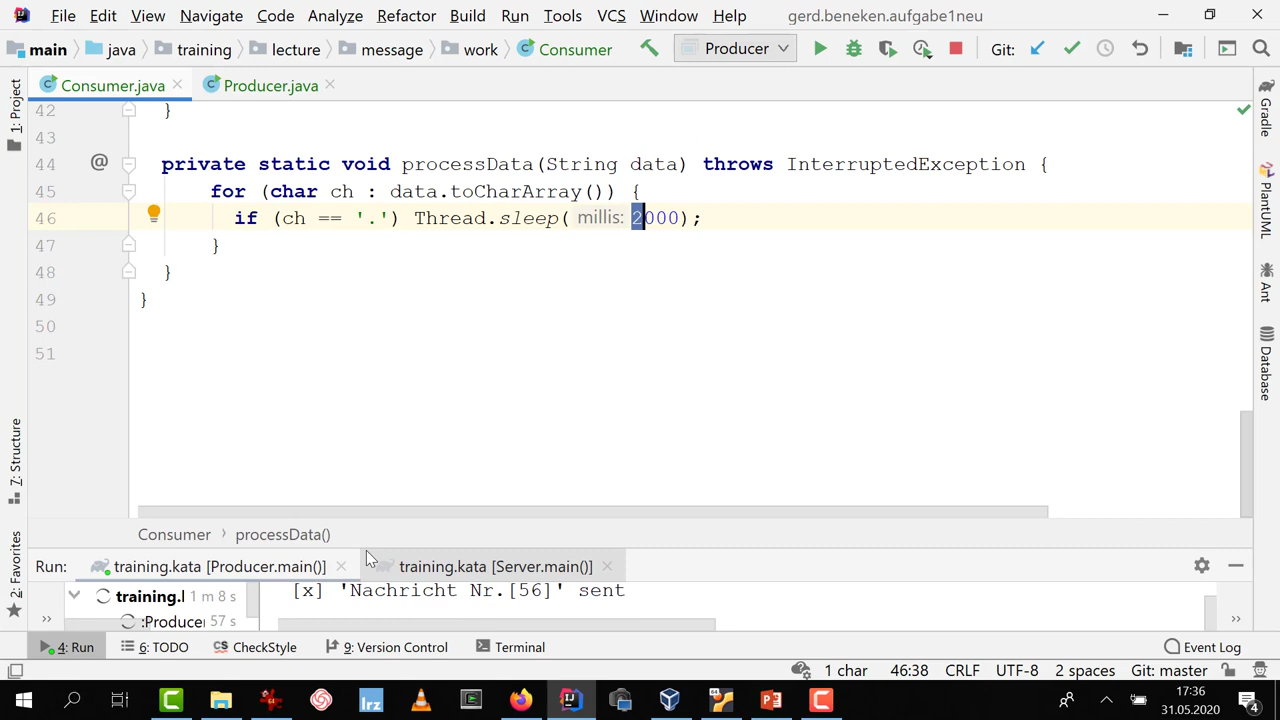 File Edit View Navigate Code Analyze Refactor Build Run Tools VCS Window Help gerd.beneken.aufgabe1neu
main java training lecture message work Consumer Producer Git:
Consumer.java Producer.java
42 }
43
44 @ private static void processData(String data) throws InterruptedException {
45 for (char ch : data.toCharArray()) {
46 if (ch == '.') Thread.sleep( millis: 2000);
47 }
48 }
49 }
50
51
1: Project
7: Structure
2: Favorites
Gradle
PlantUML
Ant
Database
Consumer › processData()
Run: training.kata [Producer.main()] training.kata [Server.main()]
training.l 1 m 8 s [x] 'Nachricht Nr.[56]' sent
:Producer 57 s
4: Run 6: TODO CheckStyle 9: Version Control Terminal Event Log
1 char 46:38 CRLF UTF-8 2 spaces Git: master
lrz 17:36
31.05.2020 4